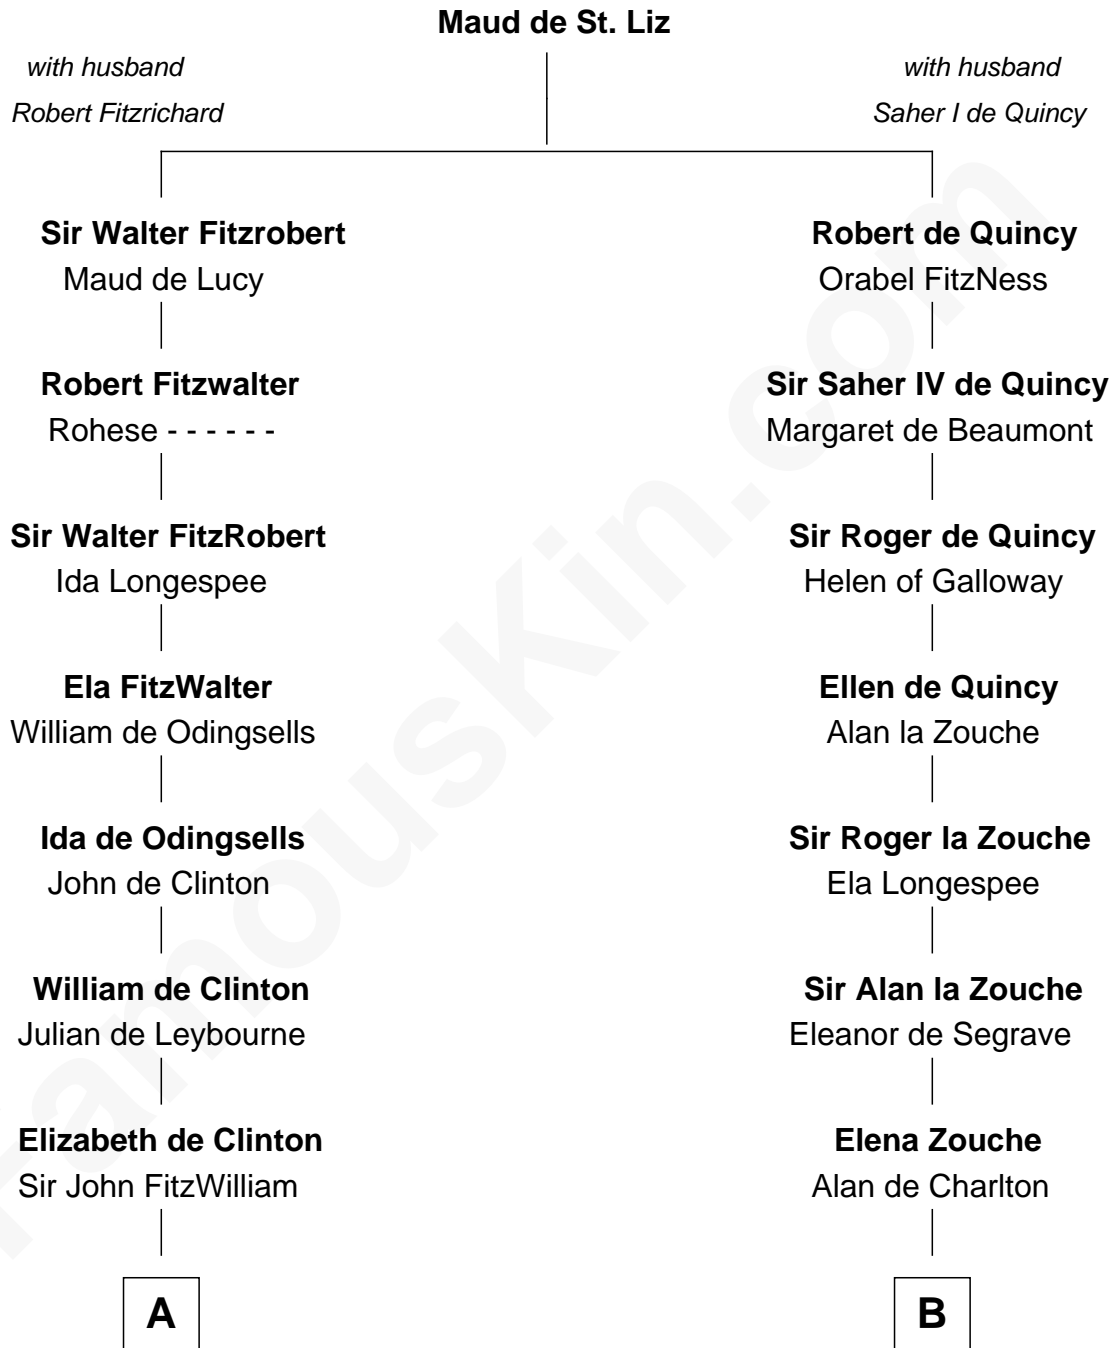 Maud de St. Liz
with husband
Robert Fitzrichard
with husband
Saher I de Quincy
Sir Walter Fitzrobert
Maud de Lucy
Robert de Quincy
Orabel FitzNess
Robert Fitzwalter
Rohese - - - - - -
Sir Saher IV de Quincy
Margaret de Beaumont
Sir Walter FitzRobert
Ida Longespee
Sir Roger de Quincy
Helen of Galloway
Ela FitzWalter
William de Odingsells
Ellen de Quincy
Alan la Zouche
Ida de Odingsells
John de Clinton
Sir Roger la Zouche
Ela Longespee
William de Clinton
Julian de Leybourne
Sir Alan la Zouche
Eleanor de Segrave
Elizabeth de Clinton
Sir John FitzWilliam
Elena Zouche
Alan de Charlton
A
B
FamousKin.com